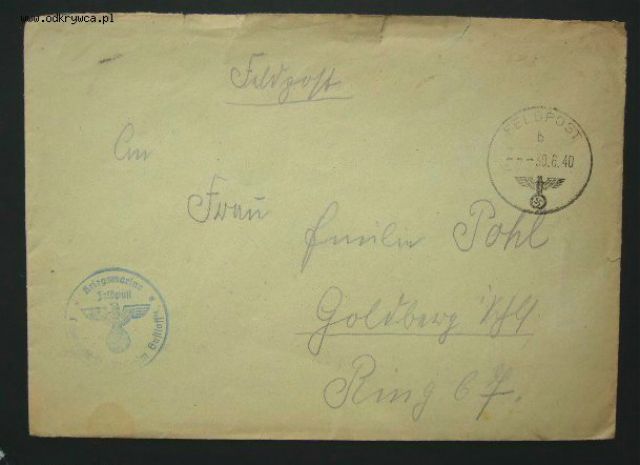 www.odkrywca.pl
Feldpost
FELDPOST
b
- - -30.6.40
An
Frau
Emilie Pohl
Kriegsmarine
Feldpost
Goldberg Schl.
Ring 67.